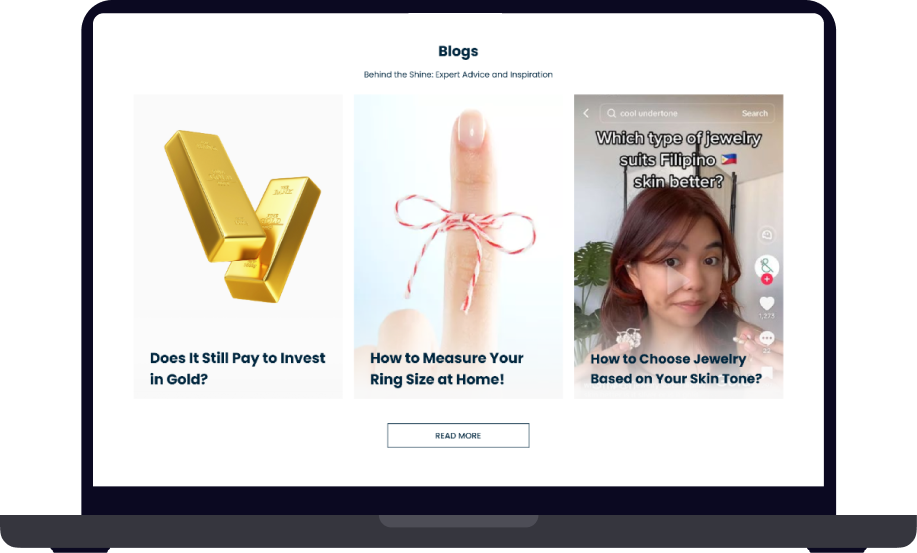 Blogs
Behind the Shine: Expert Advice and Inspiration
cool undertone
Search
Which type of jewelry
suits Filipino 🇵🇭
skin better?
Does It Still Pay to Invest
in Gold?
How to Measure Your
Ring Size at Home!
How to Choose Jewelry
Based on Your Skin Tone?
READ MORE